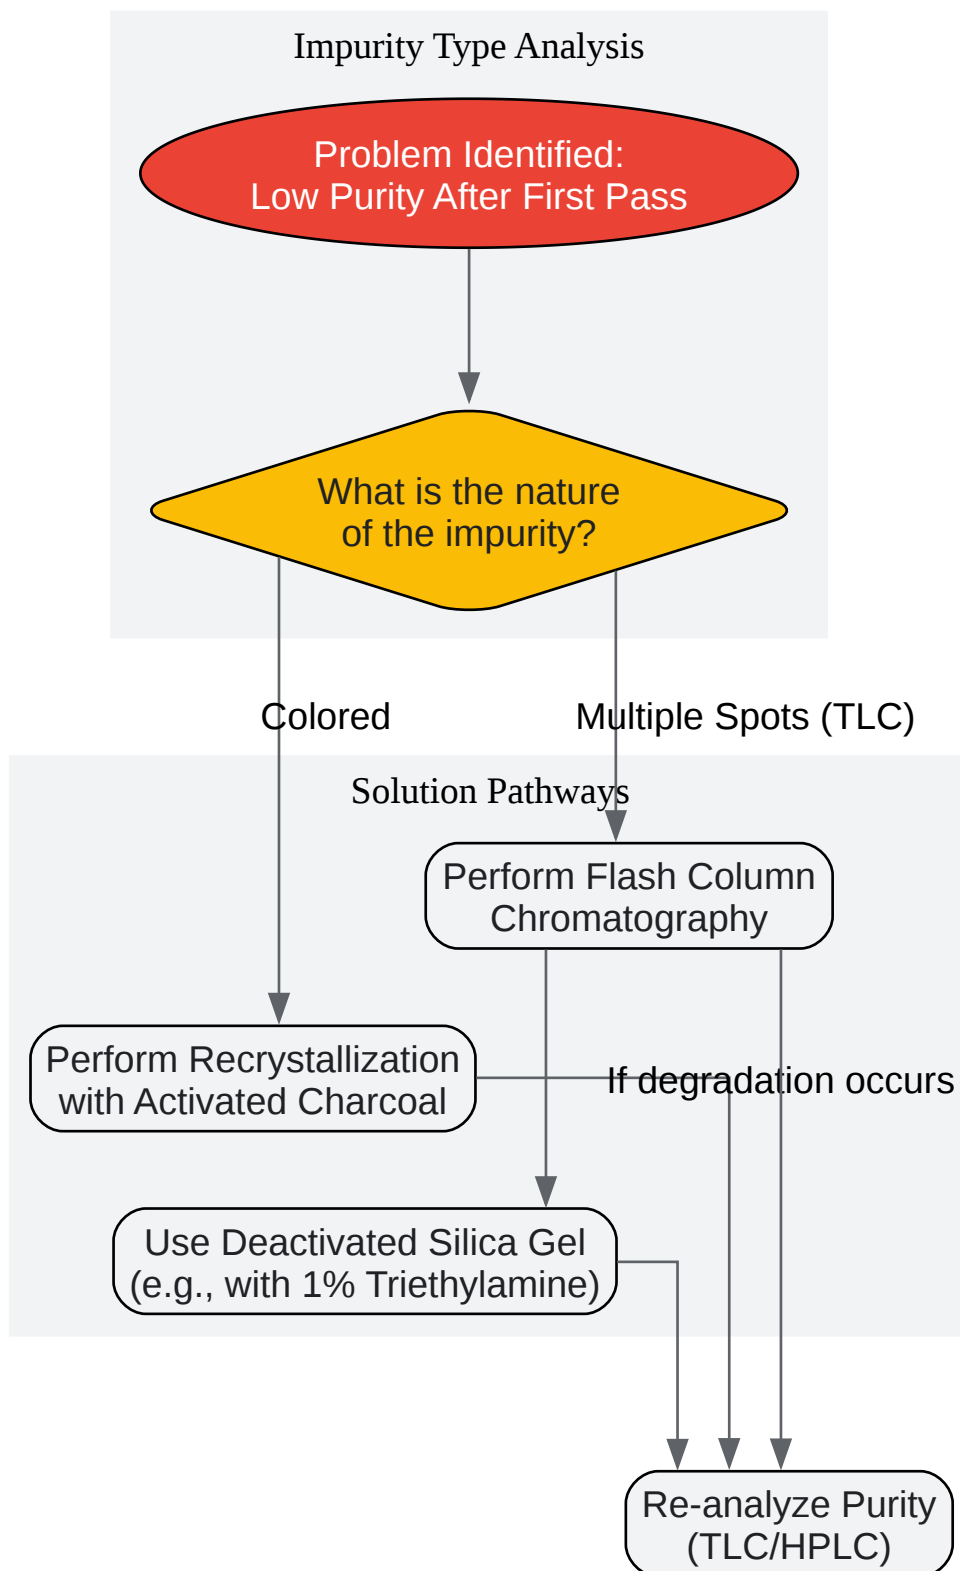 Impurity Type Analysis
Problem Identified:
Low Purity After First Pass
What is the nature
of the impurity?
Colored
Multiple Spots (TLC)
Solution Pathways
Perform Flash Column
Chromatography
Perform Recrystallization
with Activated Charcoal
If degradation occurs
Use Deactivated Silica Gel
(e.g., with 1% Triethylamine)
Re-analyze Purity
(TLC/HPLC)